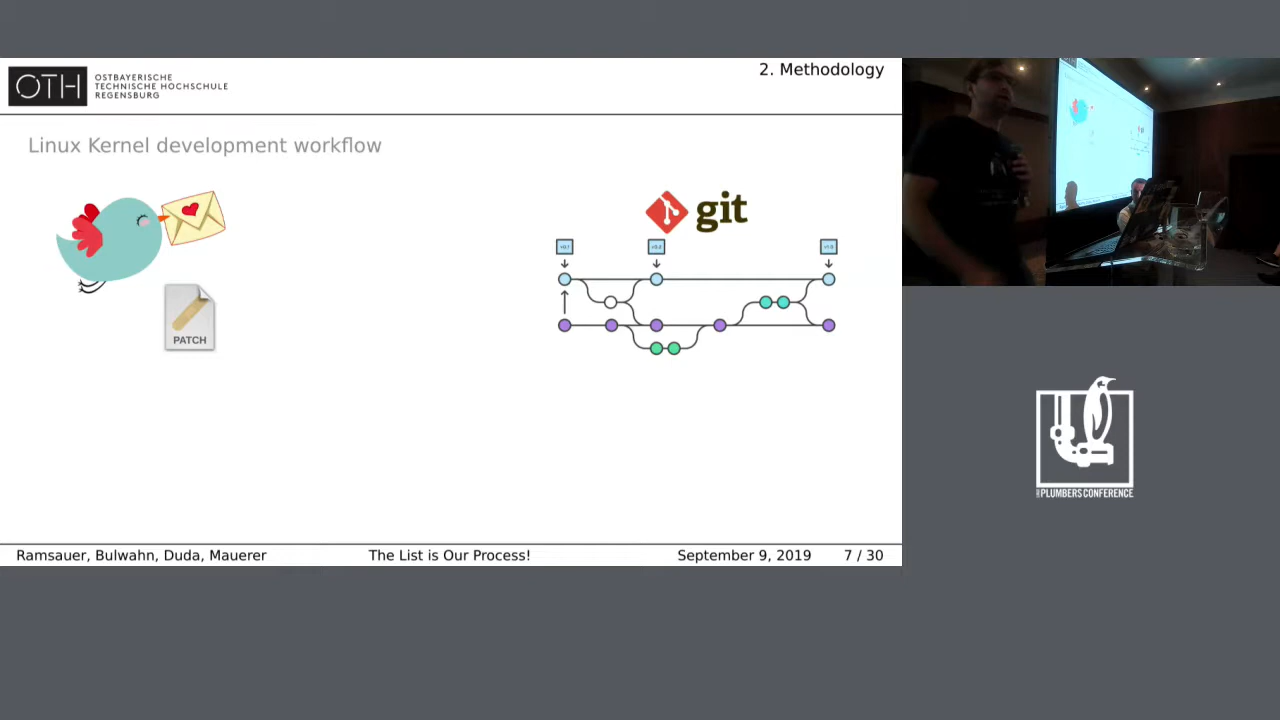 OTH
OSTBAYERISCHE
TECHNISCHE HOCHSCHULE
REGENSBURG
2. Methodology
Linux Kernel development workflow
git
PATCH
PLUMBERS CONFERENCE
Ramsauer, Bulwahn, Duda, Mauerer
The List is Our Process!
September 9, 2019
7 / 30